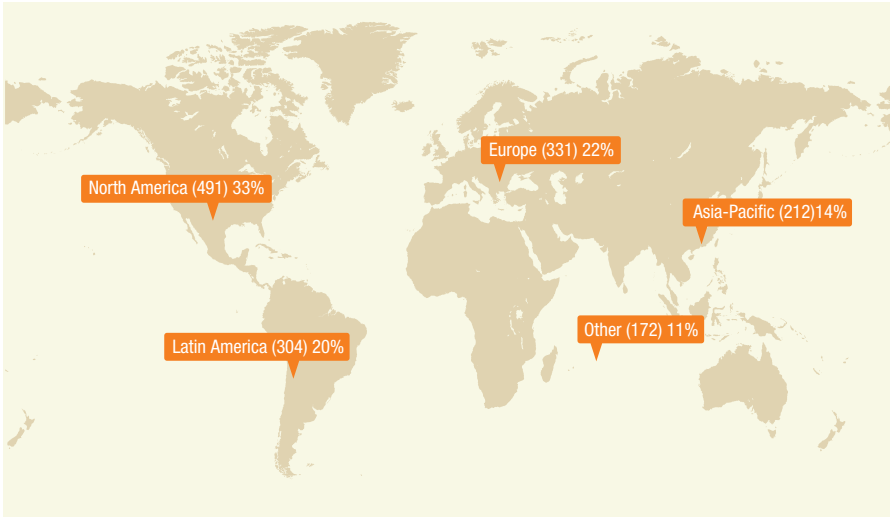 Europe (331) 22%
North America (491) 33%
Asia-Pacific (212)14%
Other (172) 11%
Latin America (304) 20%